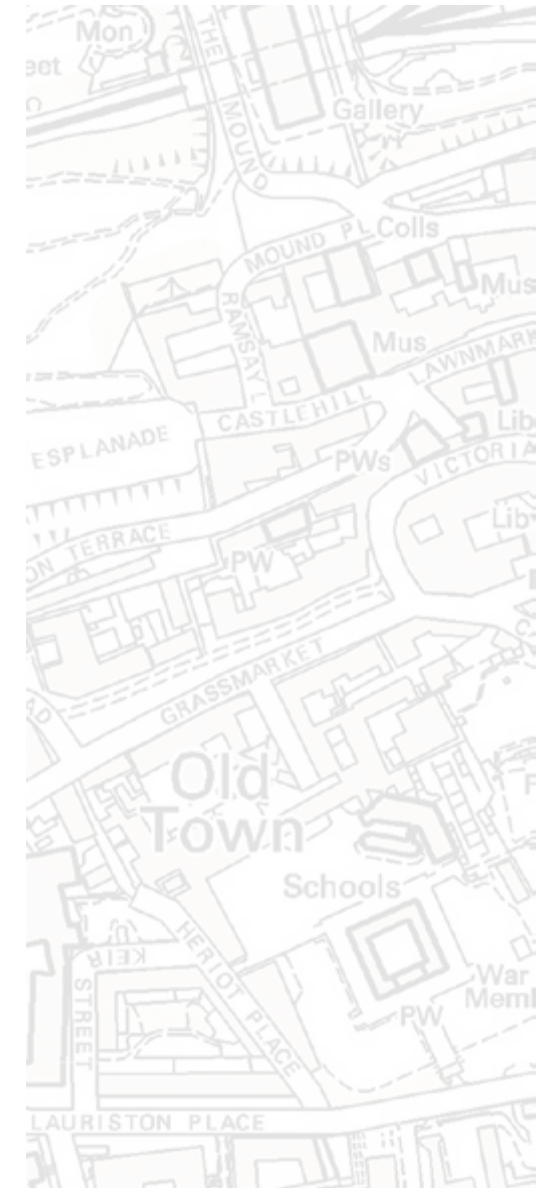 Mon
THE
MOUND
Gallery
MOUND PL
Colls
Mus
RAMSAY L
Mus
LAWNMARK
CASTLEHILL
Lib
ESPLANADE
PWs
VICTORIA
Lib
ON TERRACE
PW
GRASSMARKET
Old
Town
Schools
HERIOT PLACE
KEIR
STREET
War
Meml
PW
LAURISTON PLACE